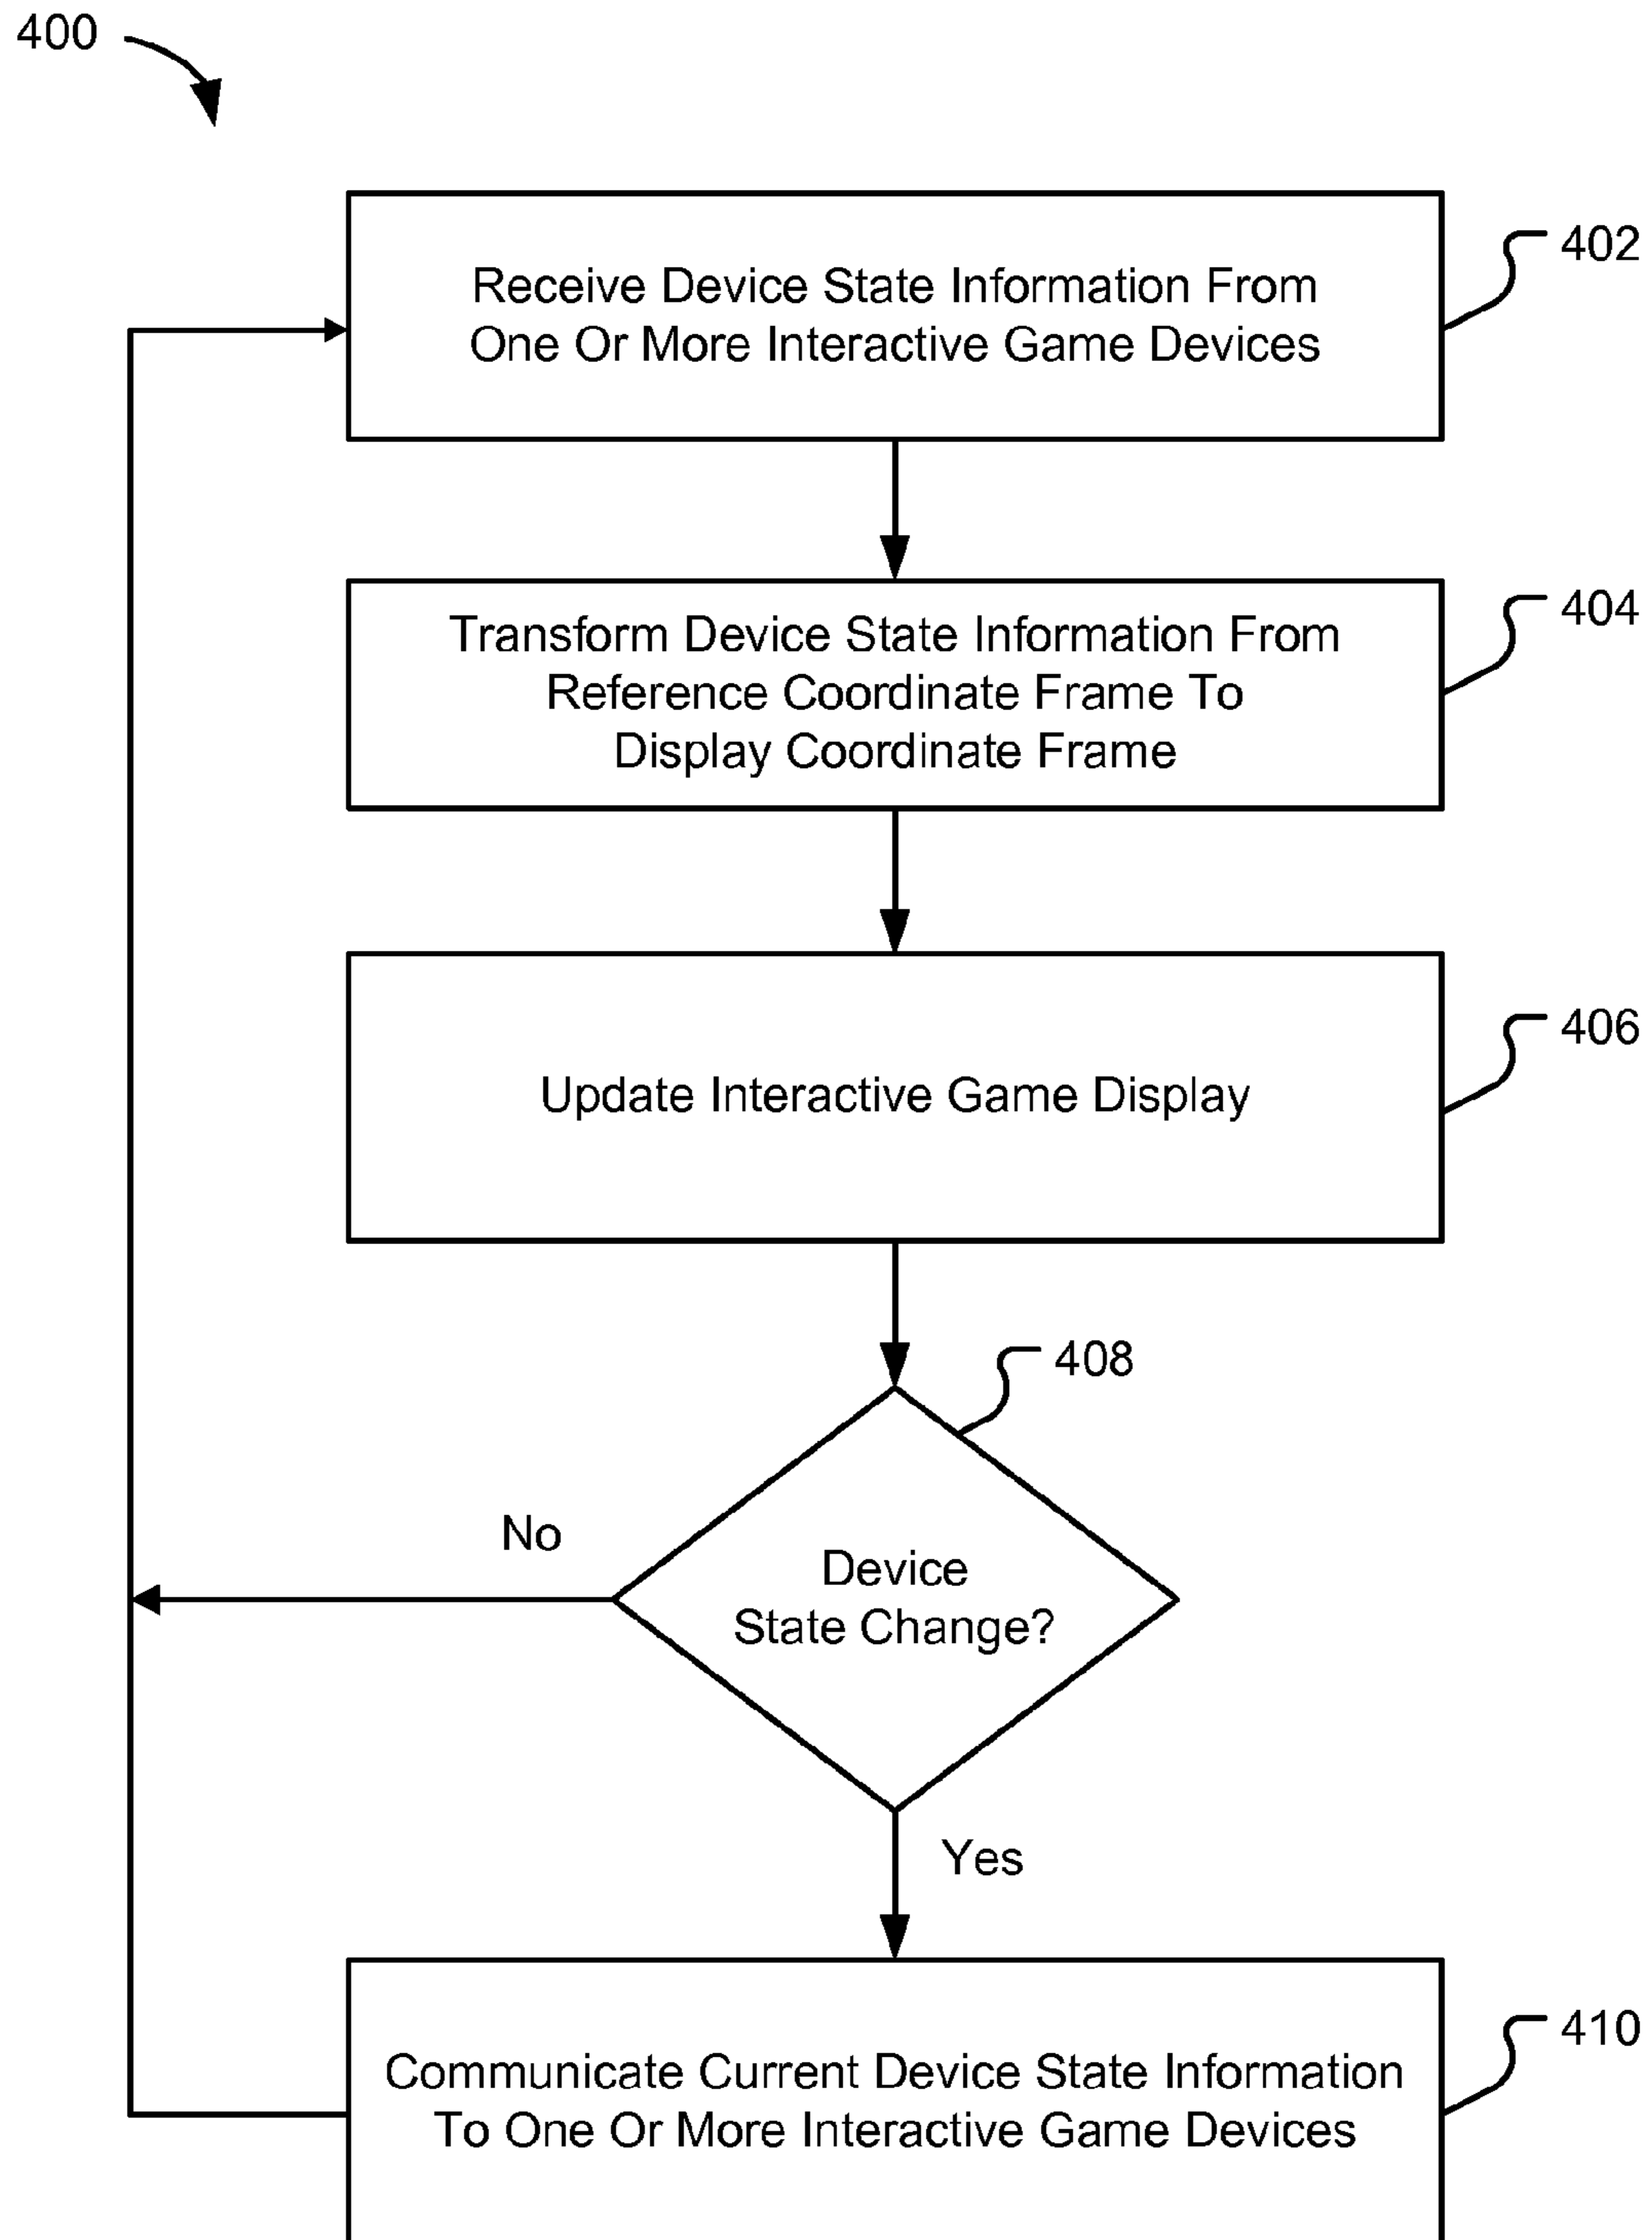 400
Receive Device State Information From
One Or More Interactive Game Devices
402
Transform Device State Information From
Reference Coordinate Frame To
Display Coordinate Frame
404
Update Interactive Game Display
406
408
Device
State Change?
No
Yes
Communicate Current Device State Information
To One Or More Interactive Game Devices
410